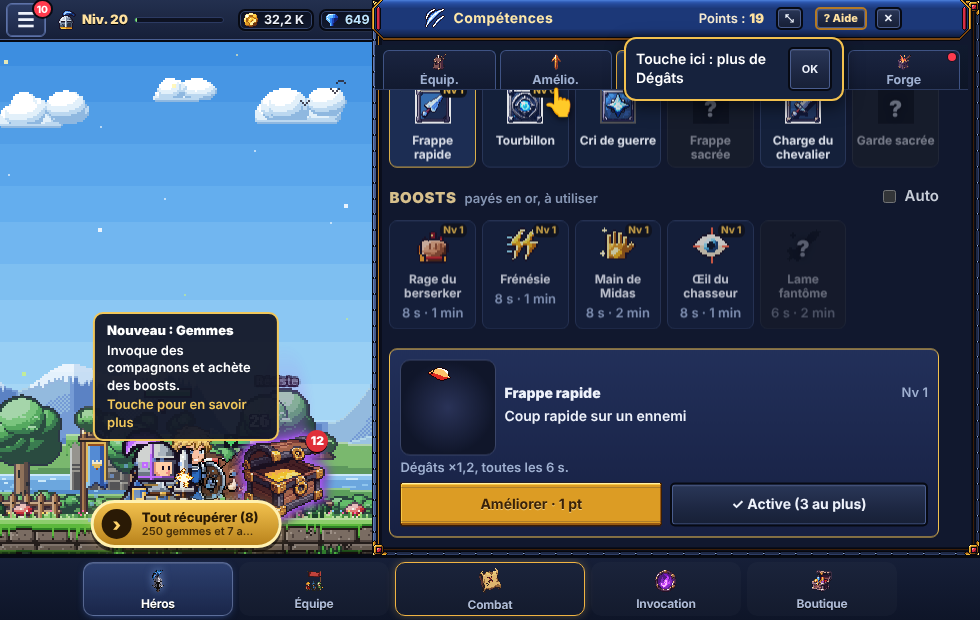 10
Niv. 20
32,2 K
649
Compétences
Points : 19
? Aide
Équip.
Amélio.
Touche ici : plus de
Dégâts
OK
Forge
Nv 1
Nv 1
Frappe
rapide
Tourbillon
Cri de guerre
?
Frappe
sacrée
Charge du
chevalier
?
Garde sacrée
BOOSTS payés en or, à utiliser
Auto
Nv 1
Rage du
berserker
8 s · 1 min
Nv 1
Frénésie
8 s · 1 min
Nv 1
Main de
Midas
8 s · 2 min
Nv 1
Œil du
chasseur
8 s · 1 min
?
Lame
fantôme
6 s · 2 min
Nouveau : Gemmes
Invoque des
compagnons et achète
des boosts.
Touche pour en savoir
plus
12
Tout récupérer (8)
250 gemmes et 7 a...
Frappe rapide
Nv 1
Coup rapide sur un ennemi
Dégâts ×1,2, toutes les 6 s.
Améliorer · 1 pt
✓ Active (3 au plus)
Héros
Équipe
Combat
Invocation
Boutique